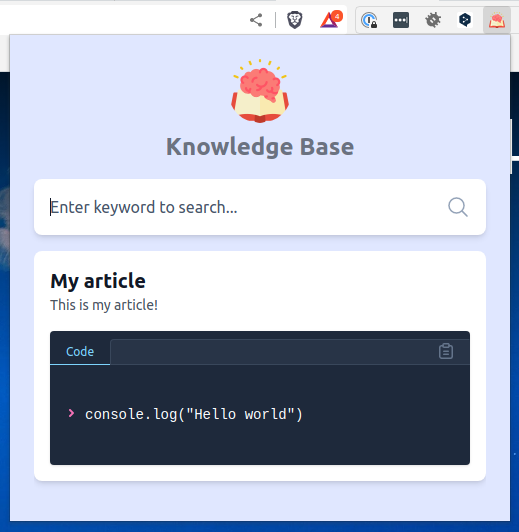 4
Knowledge Base
Enter keyword to search...
My article
This is my article!
Code
> console.log("Hello world")